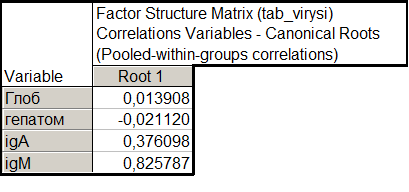 Factor Structure Matrix (tab_virysi)
Correlations Variables - Canonical Roots
(Pooled-within-groups correlations)
Variable Root 1
Глоб 0,013908
гепатом -0,021120
igA 0,376098
igM 0,825787